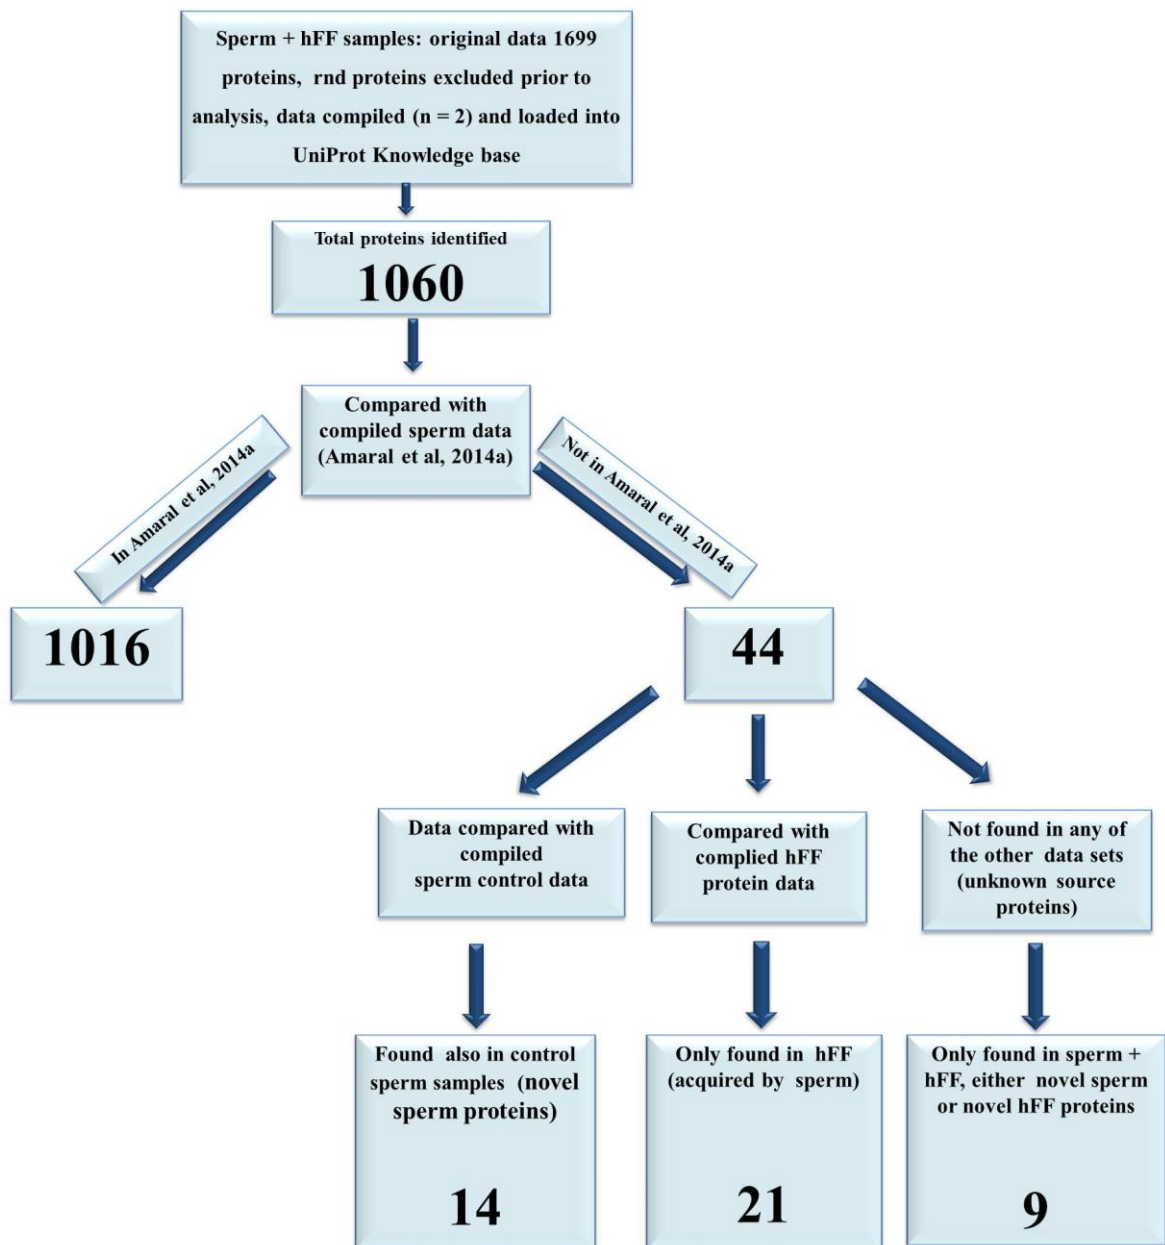 Sperm + hFF samples: original data 1699
proteins, rnd proteins excluded prior to
analysis, data compiled (n = 2) and loaded into
UniProt Knowledge base
Total proteins identified
1060
Compared with
compiled sperm data
(Amaral et al, 2014a)
In Amaral et al, 2014a
Not in Amaral et al, 2014a
1016
44
Data compared with
compiled
sperm control data
Compared with
complied hFF
protein data
Not found in any of
the other data sets
(unknown source
proteins)
Found also in control
sperm samples (novel
sperm proteins)
14
Only found in hFF
(acquired by sperm)
21
Only found in sperm +
hFF, either novel sperm
or novel hFF proteins
9